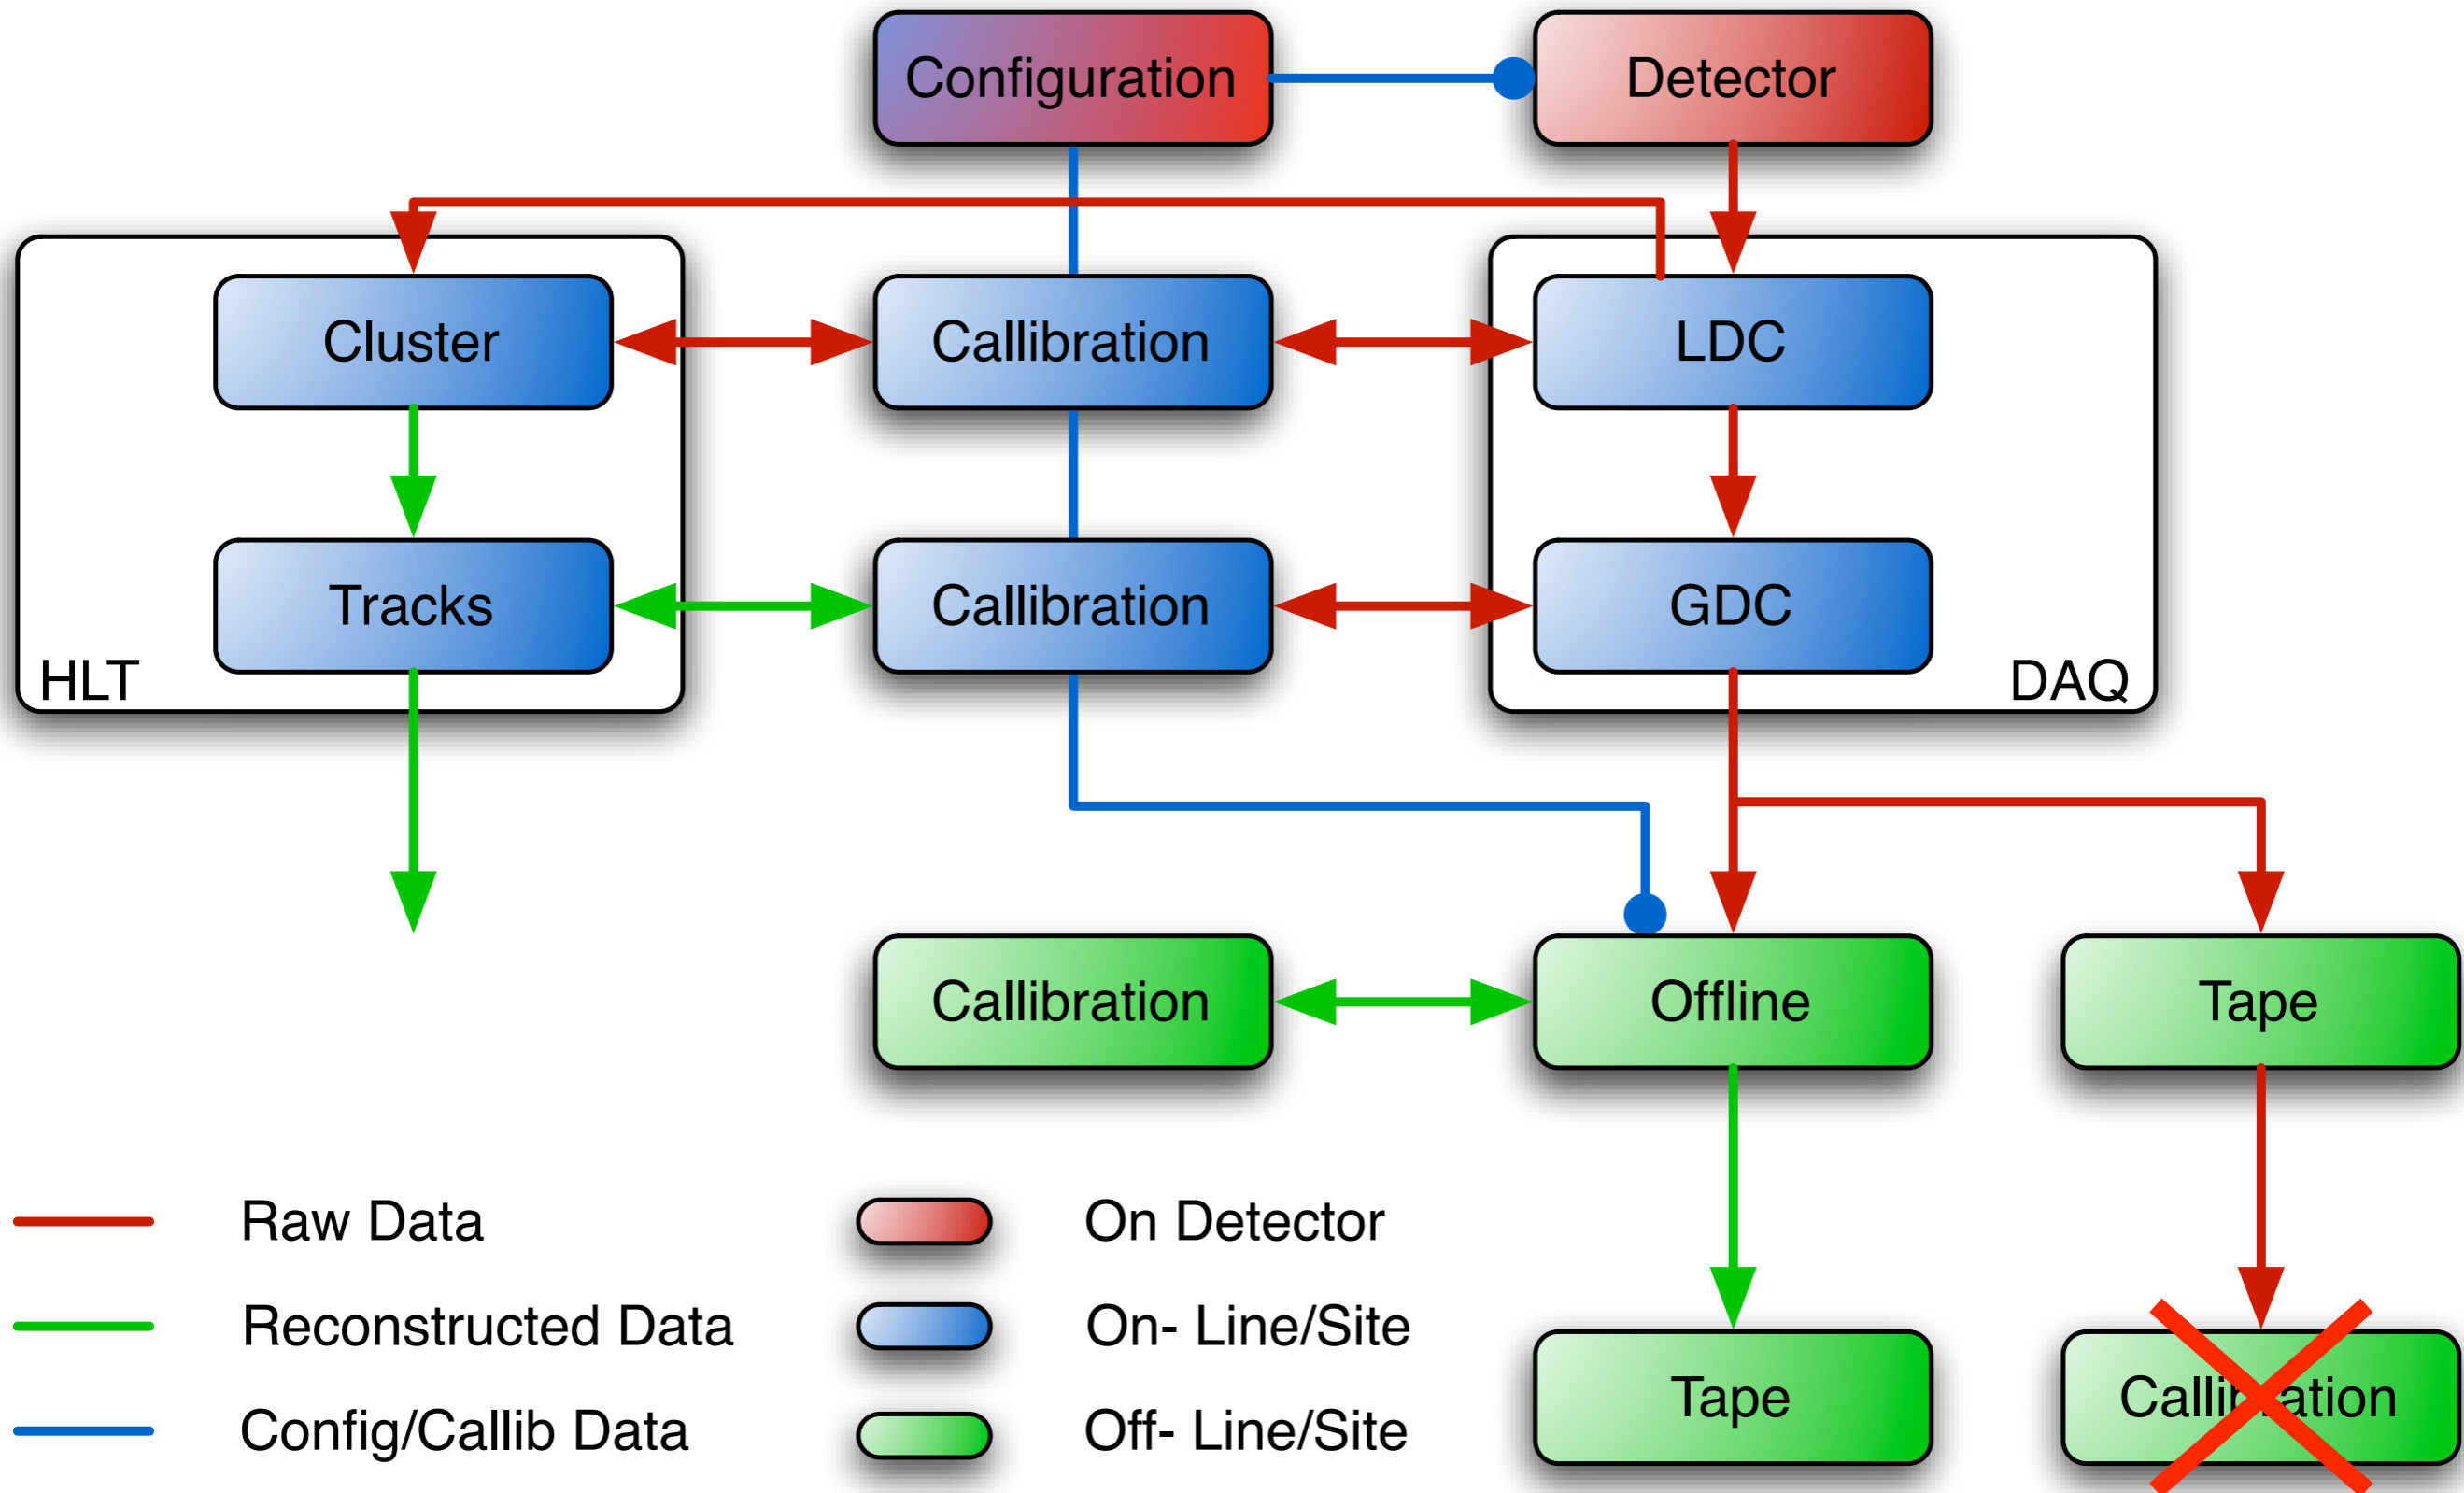 Configuration
Detector
Cluster
Callibration
LDC
Tracks
Callibration
GDC
HLT
DAQ
Callibration
Offline
Tape
Raw Data
On Detector
Reconstructed Data
On- Line/Site
Tape
Callibration
Config/Callib Data
Off- Line/Site